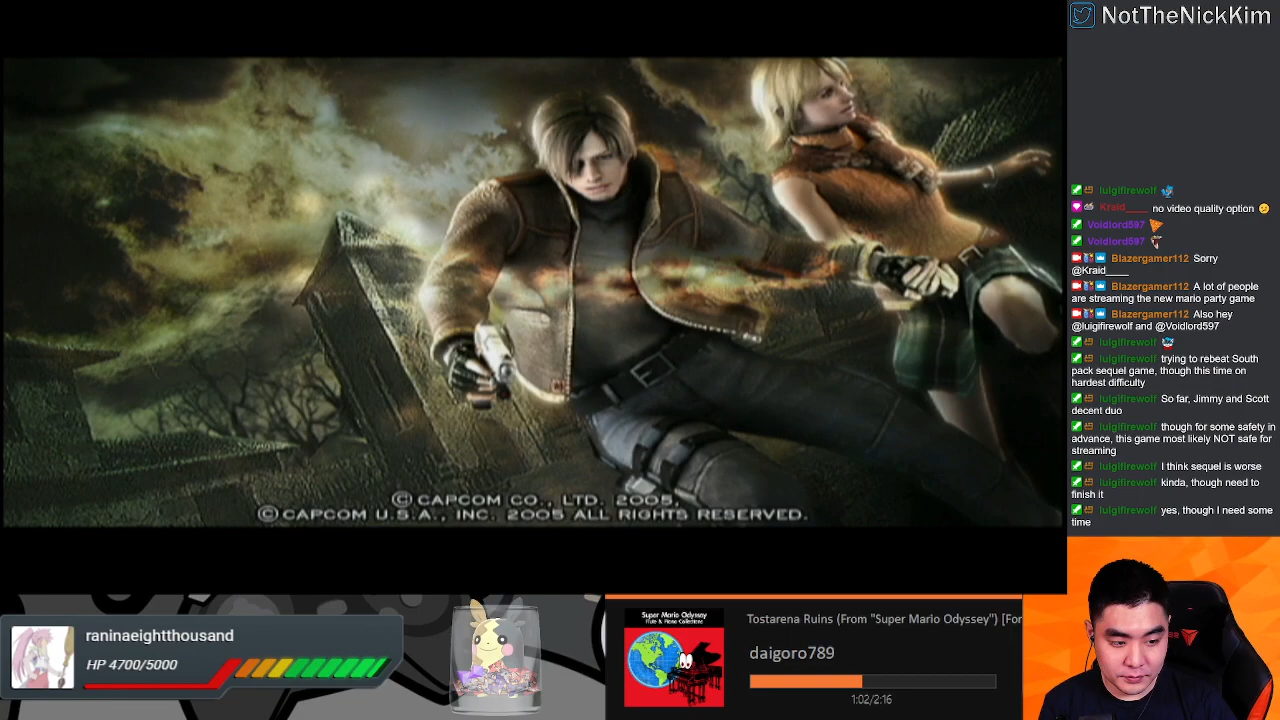 NotTheNickKim
luigifirewolf
Kraid____ no video quality option
Voidlord597
Voidlord597
Blazergamer112 Sorry
@Kraid____
Blazergamer112 A lot of people
are streaming the new mario party game
Blazergamer112 Also hey
@luigifirewolf and @Voidlord597
luigifirewolf
luigifirewolf trying to rebeat South
pack sequel game, though this time on
hardest difficulty
luigifirewolf So far, Jimmy and Scott
decent duo
luigifirewolf though for some safety in
advance, this game most likely NOT safe for
streaming
luigifirewolf I think sequel is worse
luigifirewolf kinda, though need to
finish it
luigifirewolf yes, though I need some
time
© CAPCOM CO., LTD. 2005,
© CAPCOM U.S.A., INC. 2005 ALL RIGHTS RESERVED.
raninaeightthousand
HP 4700/5000
Super Mario Odyssey
Flute & Piano Collections
Tostarena Ruins (From "Super Mario Odyssey") [For
daigoro789
1:02/2:16